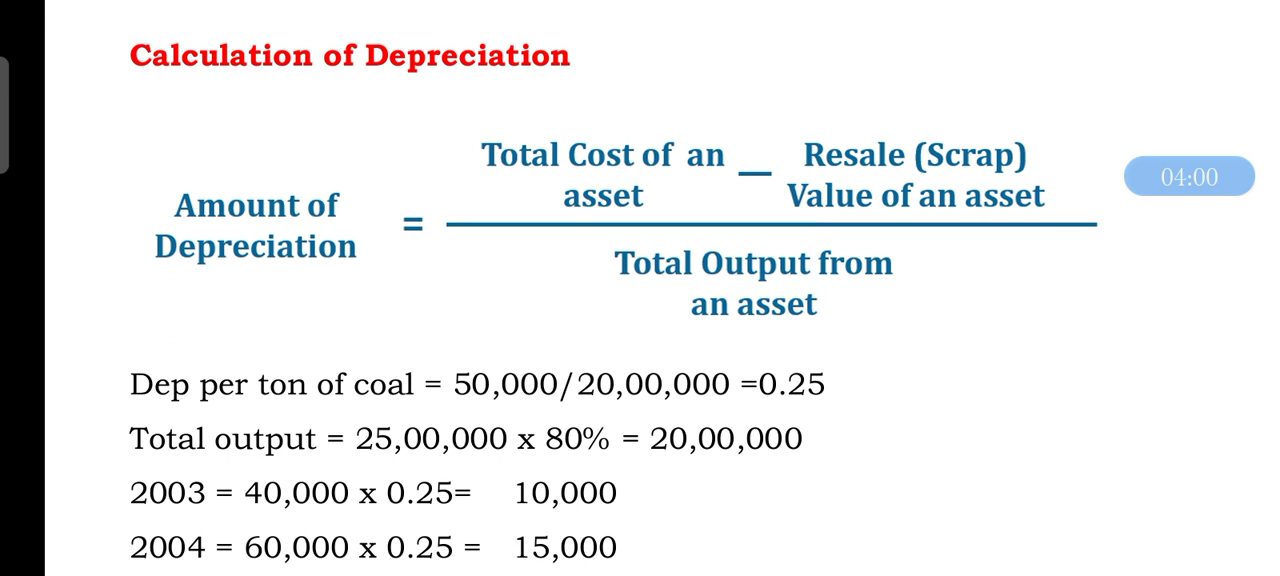 Calculation of Depreciation
Total Cost of an asset — Resale (Scrap) Value of an asset
Amount of Depreciation =
Total Output from an asset
04:00
Dep per ton of coal = 50,000/20,00,000 =0.25
Total output = 25,00,000 x 80% = 20,00,000
2003 = 40,000 x 0.25= 10,000
2004 = 60,000 x 0.25 = 15,000